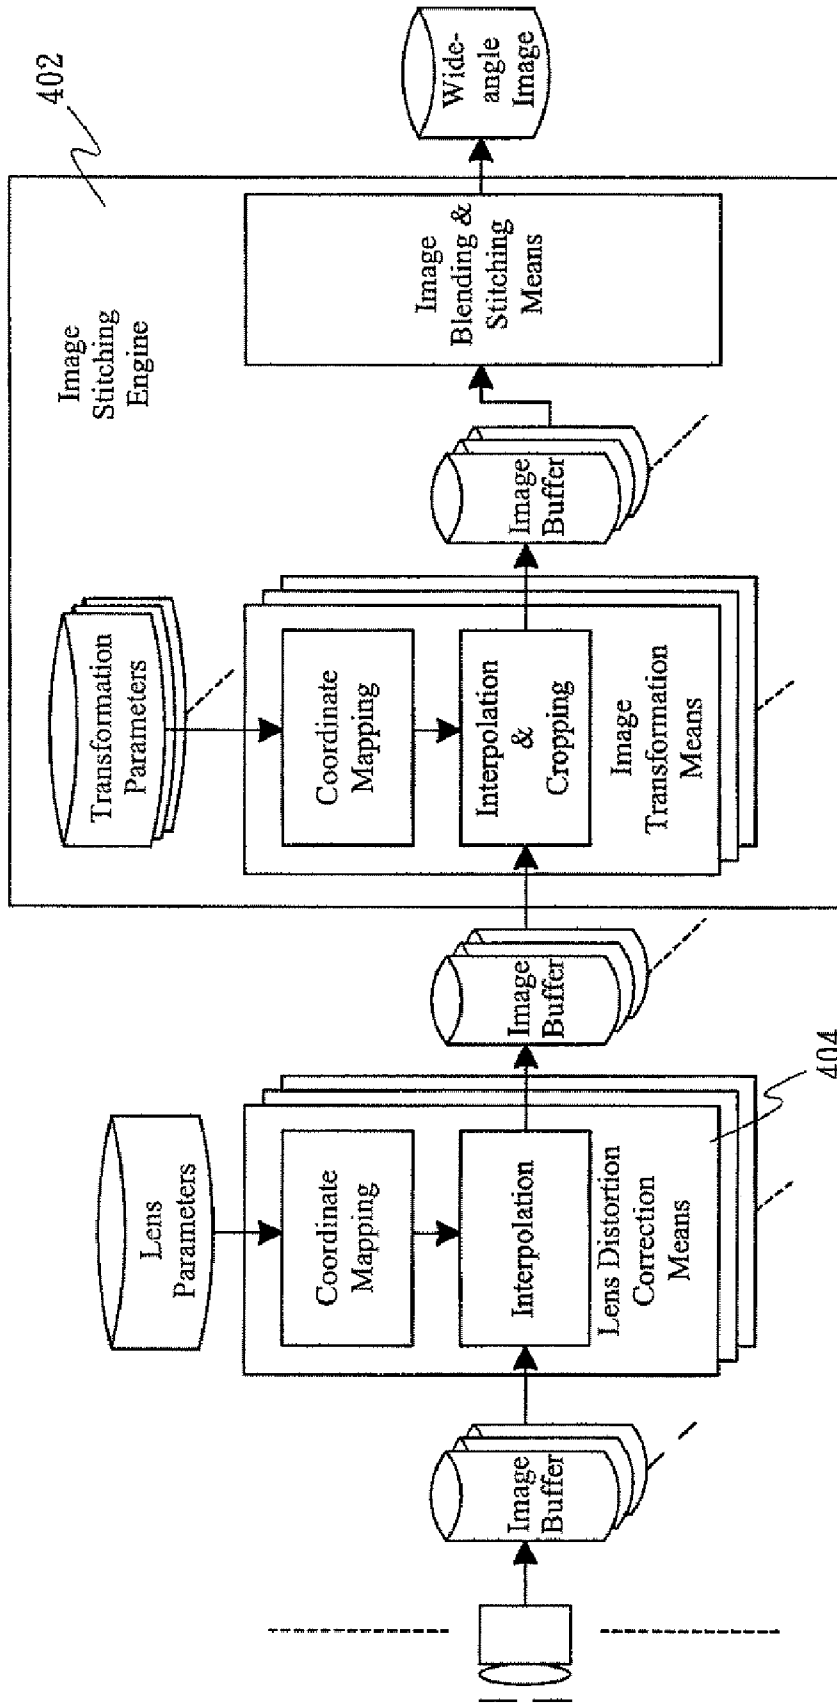 402
Wide-
angle
Image
Image
Stitching
Engine
Image
Blending &
Stitching
Means
Image
Buffer
Transformation
Parameters
Coordinate
Mapping
Interpolation
&
Cropping
Image
Transformation
Means
Image
Buffer
404
Lens
Parameters
Coordinate
Mapping
Interpolation
Lens Distortion
Correction
Means
Image
Buffer